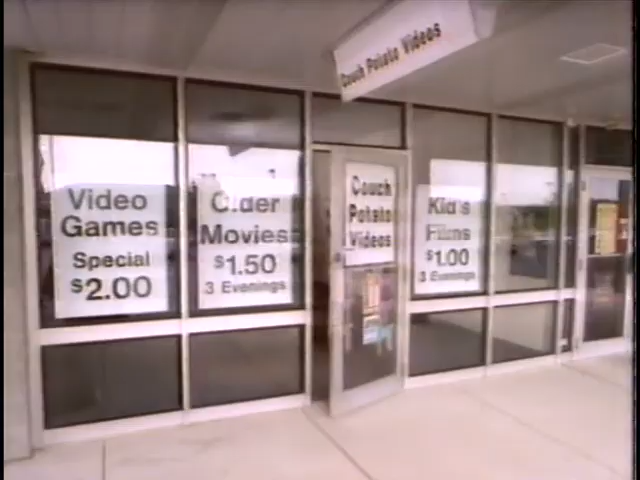 Couch Potato Videos
Video
Games
Special
$2.00
Older
Movies
$1.50
3 Evenings
Couch
Potato
Videos
Kid's
Films
$1.00
3 Evenings